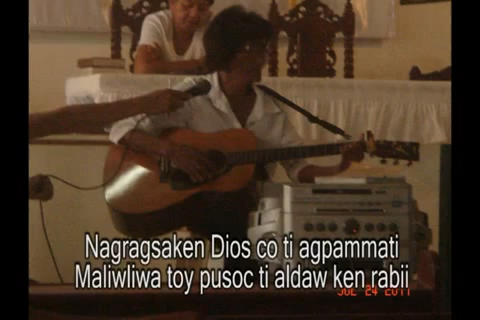 Nagragsaken Dios co ti agpammati
Maliwliwa toy pusoc ti aldaw ken rabii
JUL 24 2011